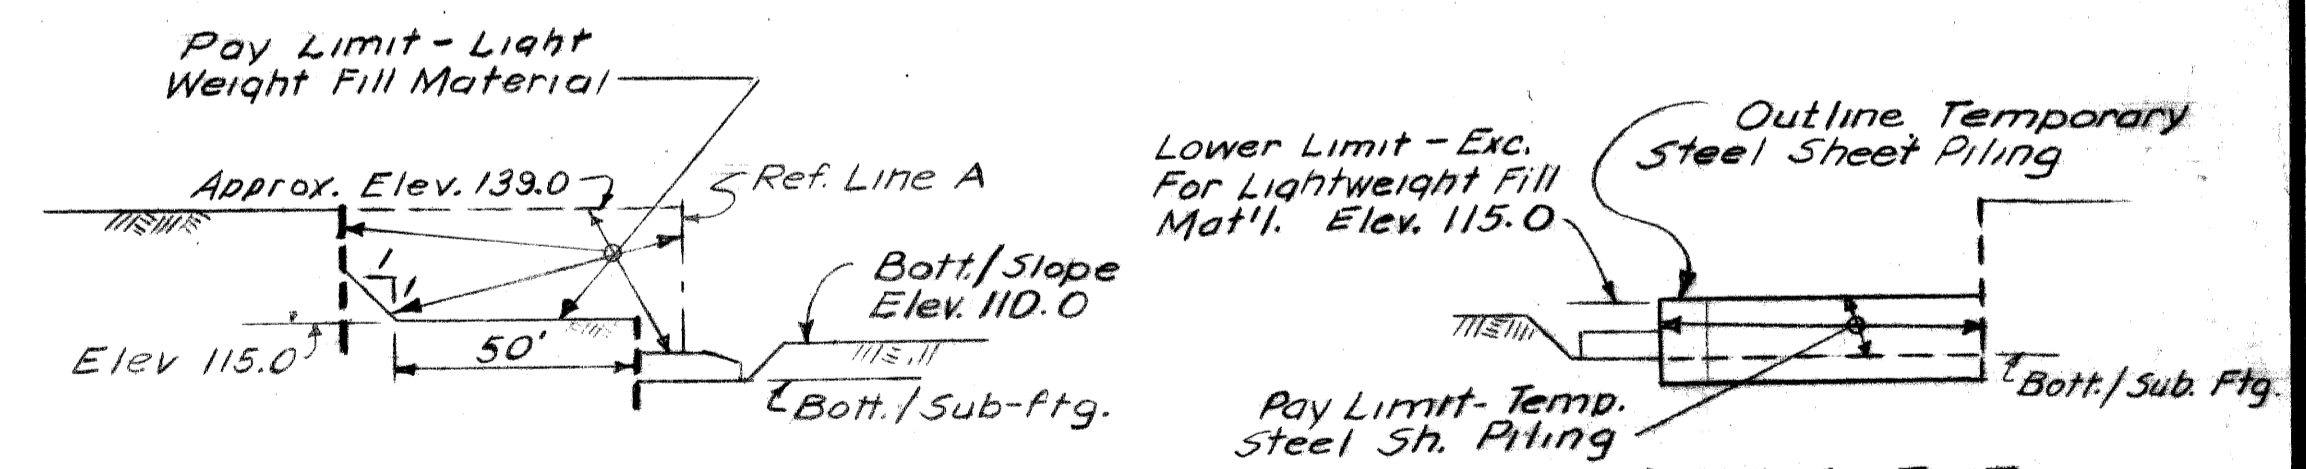 Pay Limit - Light
Weight Fill Material
Approx. Elev. 139.0
Ref. Line A
1
1
Bott./Slope
Elev. 110.0
50'
Elev 115.0
Bott./Sub-ftg.
Outline Temporary
Steel Sheet Piling
Lower Limit - Exc.
For Lightweight Fill
Mat'l. Elev. 115.0
Bott./Sub. Ftg.
Pay Limit - Temp.
Steel Sh. Piling